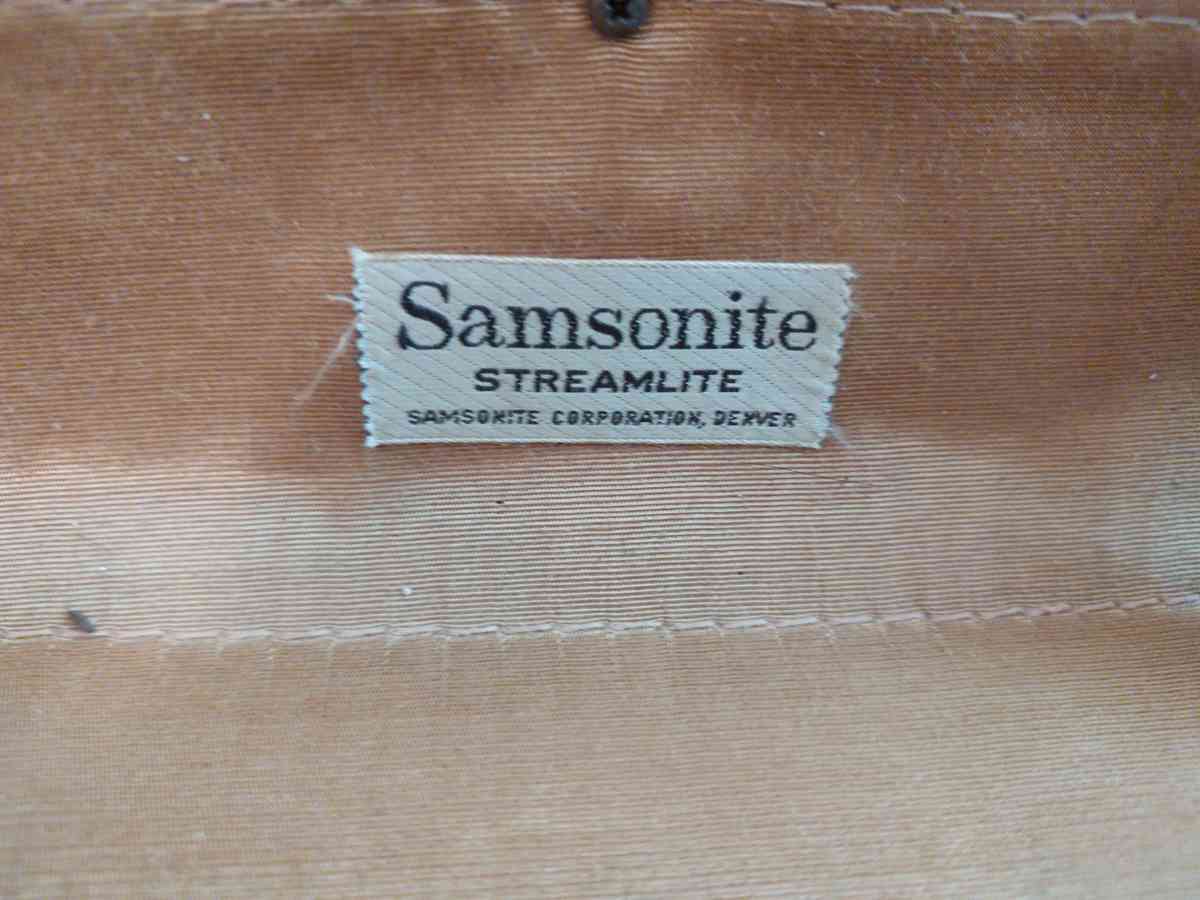 Samsonite
STREAMLITE
SAMSONITE CORPORATION, DENVER